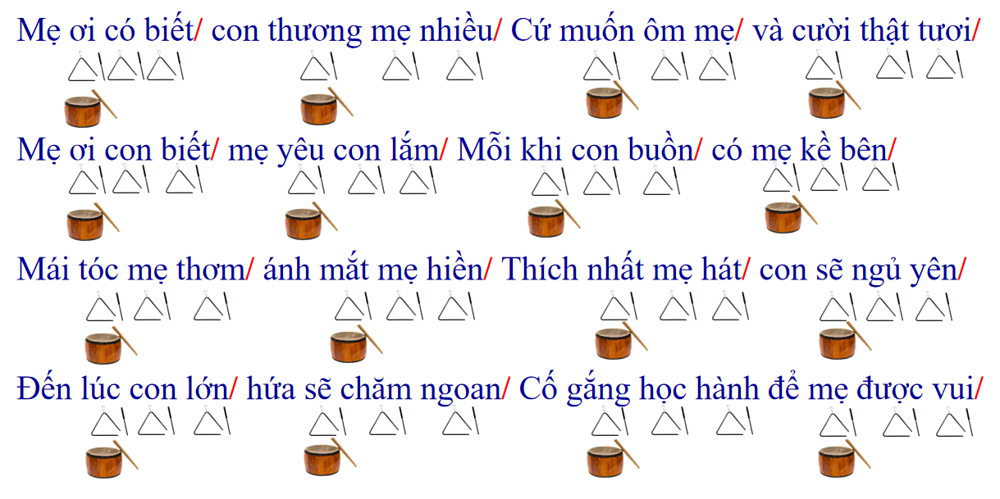 Mẹ ơi có biết/ con thương mẹ nhiều/ Cứ muốn ôm mẹ/ và cười thật tươi/
Mẹ ơi con biết/ mẹ yêu con lắm/ Mỗi khi con buồn/ có mẹ kề bên/
Mái tóc mẹ thơm/ ánh mắt mẹ hiền/ Thích nhất mẹ hát/ con sẽ ngủ yên/
Đến lúc con lớn/ hứa sẽ chăm ngoan/ Cố gắng học hành để mẹ được vui/